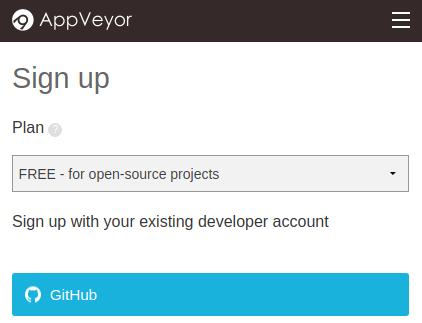 AppVeyor
Sign up
Plan ?
FREE - for open-source projects
Sign up with your existing developer account
GitHub